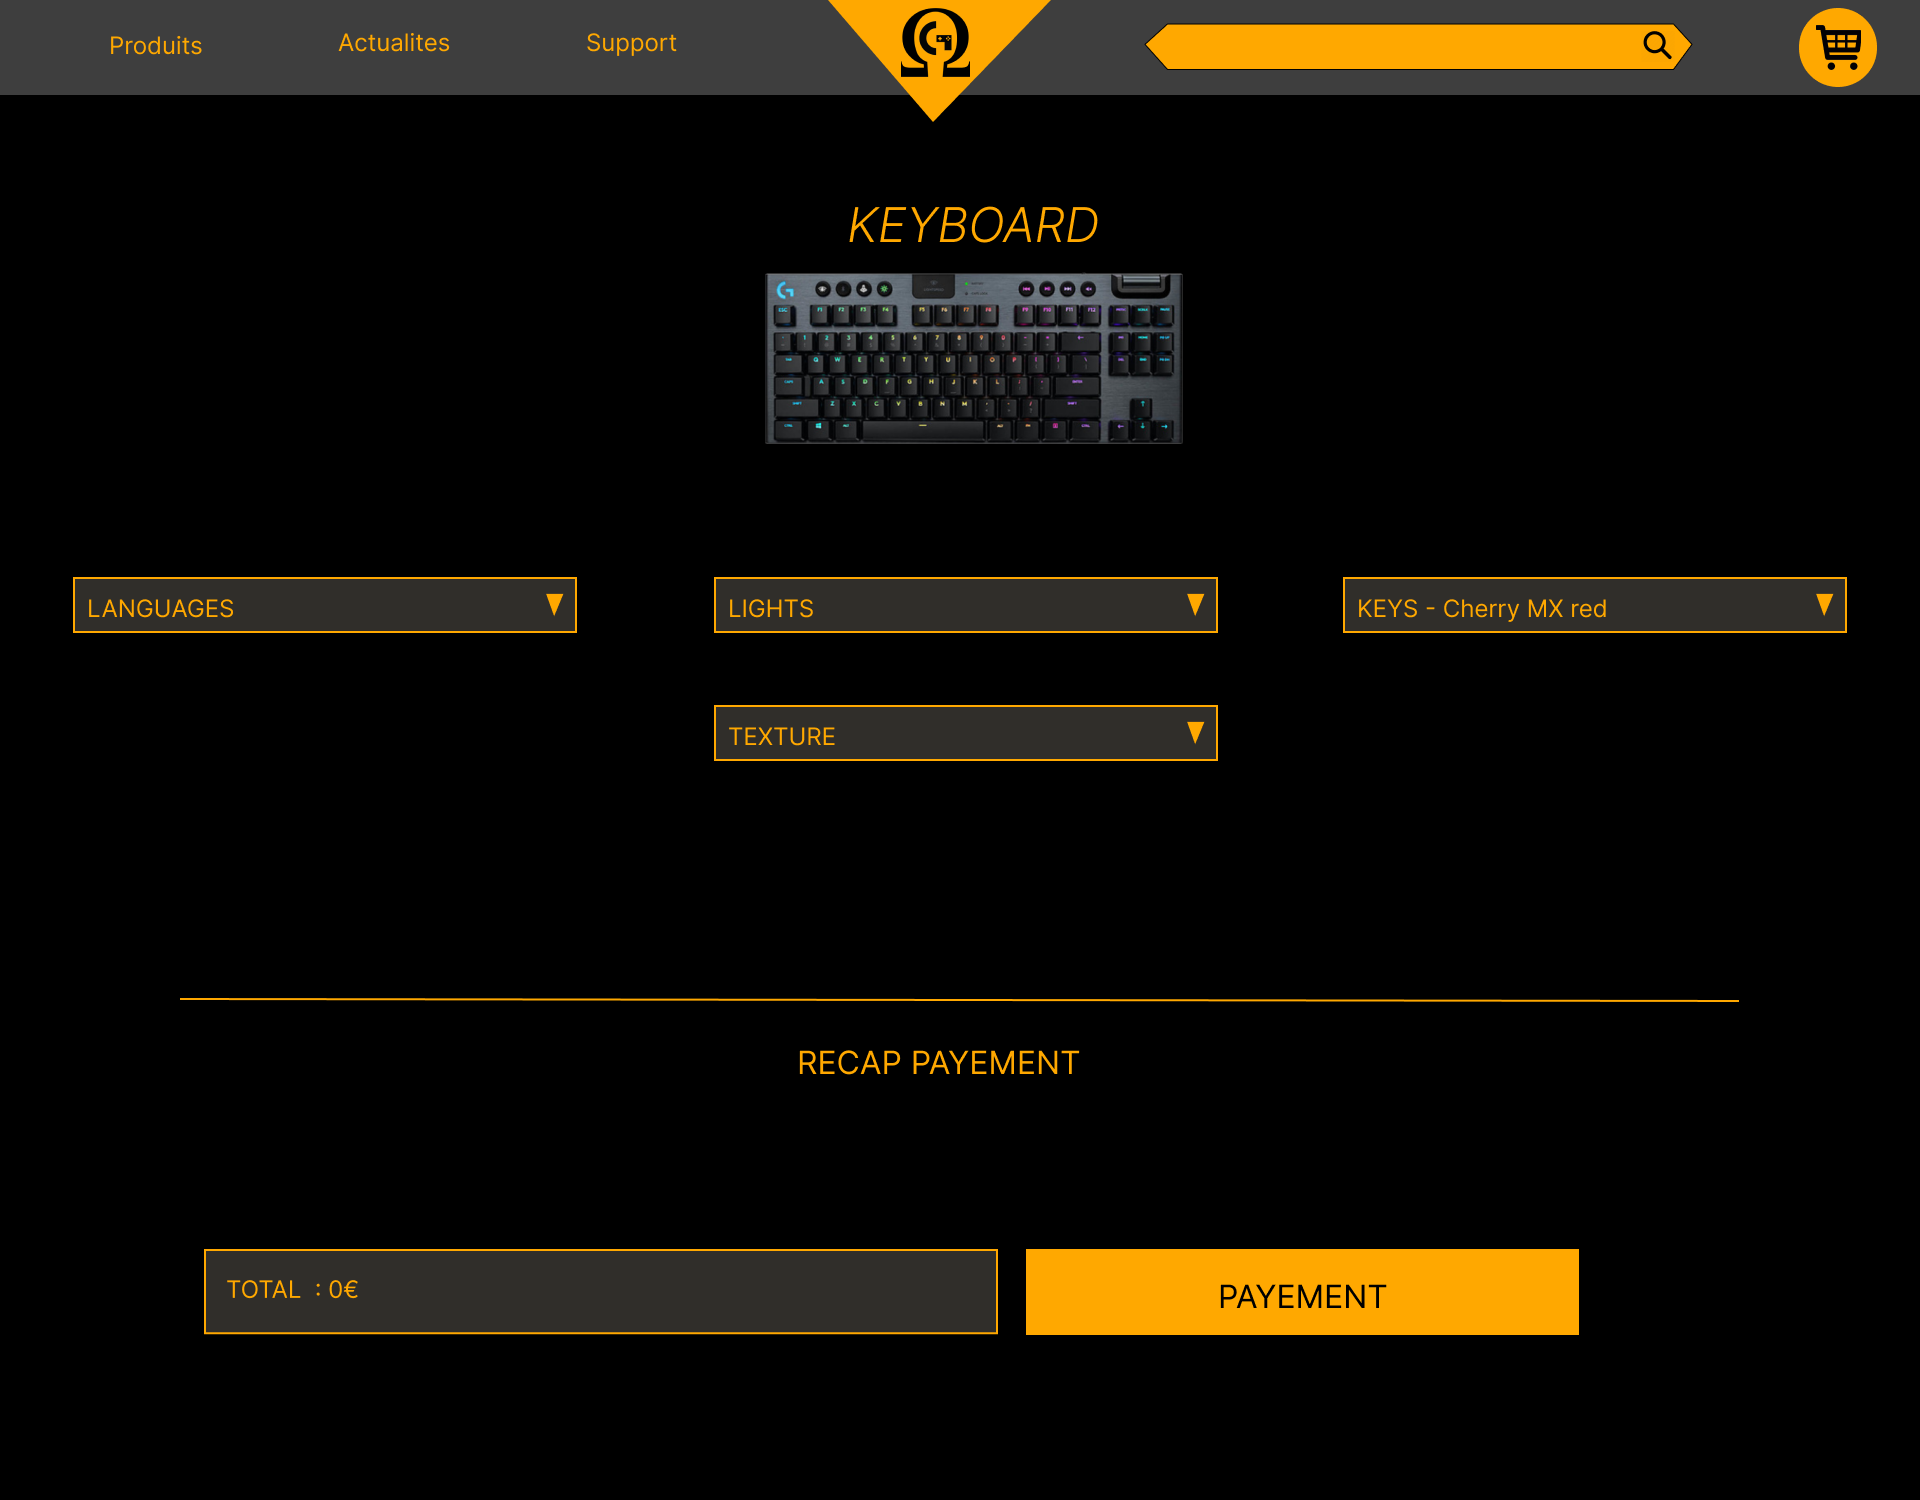 Produits
Actualites
Support
KEYBOARD
LANGUAGES
LIGHTS
KEYS - Cherry MX red
TEXTURE
RECAP PAYEMENT
TOTAL : 0€
PAYEMENT